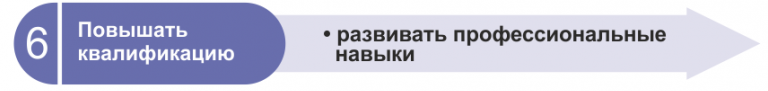 6
Повышать
квалификацию
• развивать профессиональные
навыки